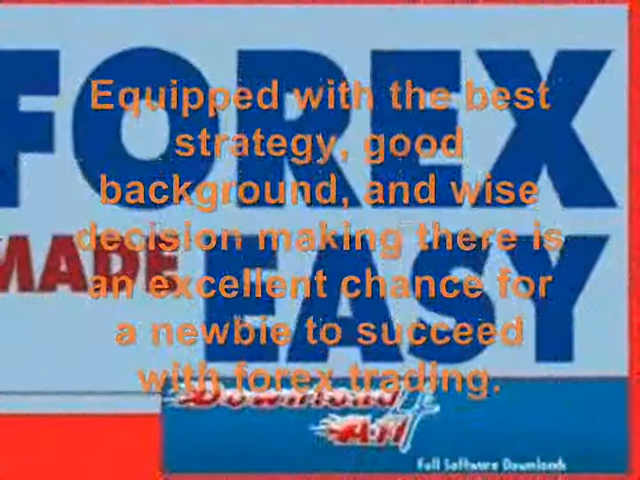 FOREX
Equipped with the best
strategy, good
background, and wise
decision making there is
MADE EASY
an excellent chance for
a newbie to succeed
with forex trading.
Download
All
Full Software Downloads